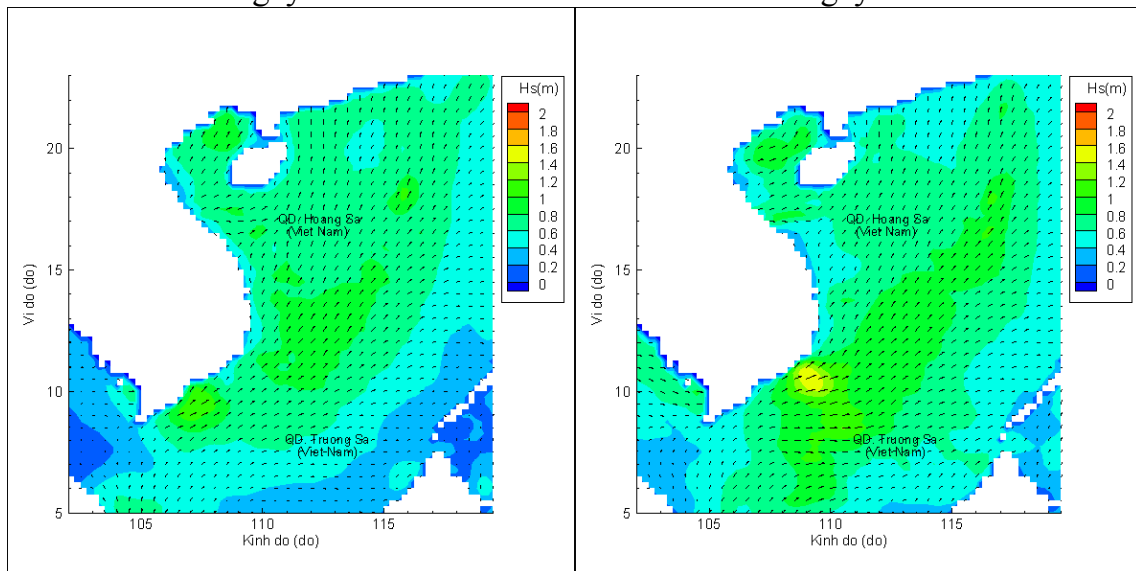 Hs(m)
2
1.8
1.6
1.4
1.2
1
0.8
0.6
0.4
0.2
0
20
15
10
5
105
110
115
Vi do (do)
Kinh do (do)
QD. Hoang Sa
(Viet Nam)
QD. Truong Sa
(Viet Nam)
Hs(m)
2
1.8
1.6
1.4
1.2
1
0.8
0.6
0.4
0.2
0
20
15
10
5
105
110
115
Vi do (do)
Kinh do (do)
QD. Hoang Sa
(Viet Nam)
QD. Truong Sa
(Viet Nam)